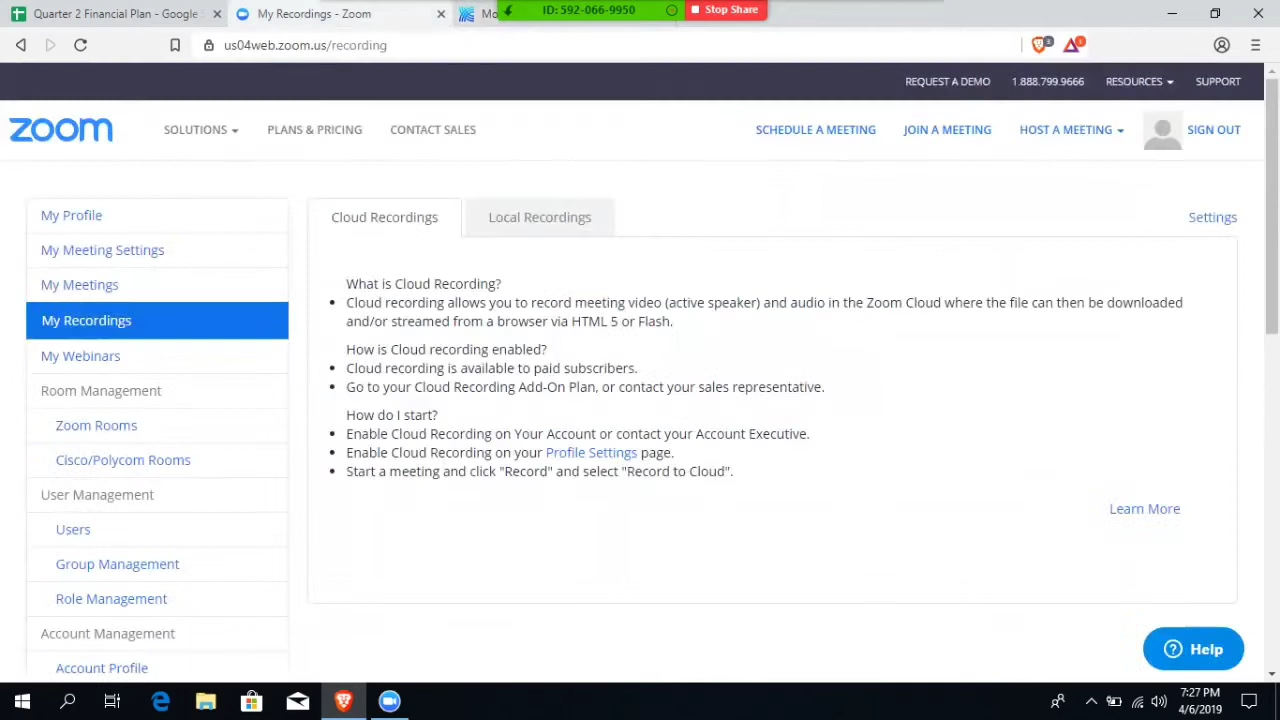 Quarter 2 Financial Plan - Google
My Recordings - Zoom
Mo
ID: 592-066-9950
Stop Share
us04web.zoom.us/recording
REQUEST A DEMO 1.888.799.9666 RESOURCES SUPPORT
zoom SOLUTIONS PLANS & PRICING CONTACT SALES SCHEDULE A MEETING JOIN A MEETING HOST A MEETING SIGN OUT
My Profile
My Meeting Settings
My Meetings
My Recordings
My Webinars
Room Management
Zoom Rooms
Cisco/Polycom Rooms
User Management
Users
Group Management
Role Management
Account Management
Account Profile
Cloud Recordings Local Recordings Settings
What is Cloud Recording?
Cloud recording allows you to record meeting video (active speaker) and audio in the Zoom Cloud where the file can then be downloaded
and/or streamed from a browser via HTML 5 or Flash.
How is Cloud recording enabled?
Cloud recording is available to paid subscribers.
Go to your Cloud Recording Add-On Plan, or contact your sales representative.
How do I start?
Enable Cloud Recording on Your Account or contact your Account Executive.
Enable Cloud Recording on your Profile Settings page.
Start a meeting and click "Record" and select "Record to Cloud".
Learn More
Help
7:27 PM
4/6/2019